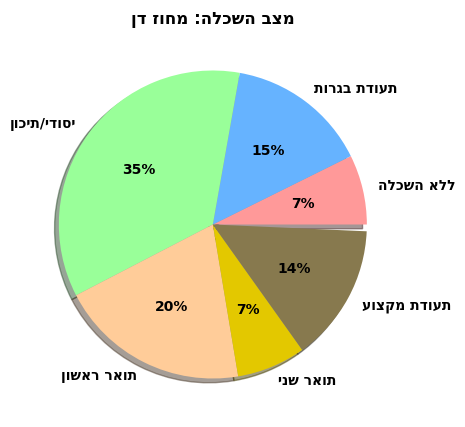 מצב השכלה: מחוז דן
תעודת בגרות
יסודי/תיכון
15%
35%
ללא השכלה
7%
14%
20%
7%
תעודת מקצוע
תואר ראשון
תואר שני